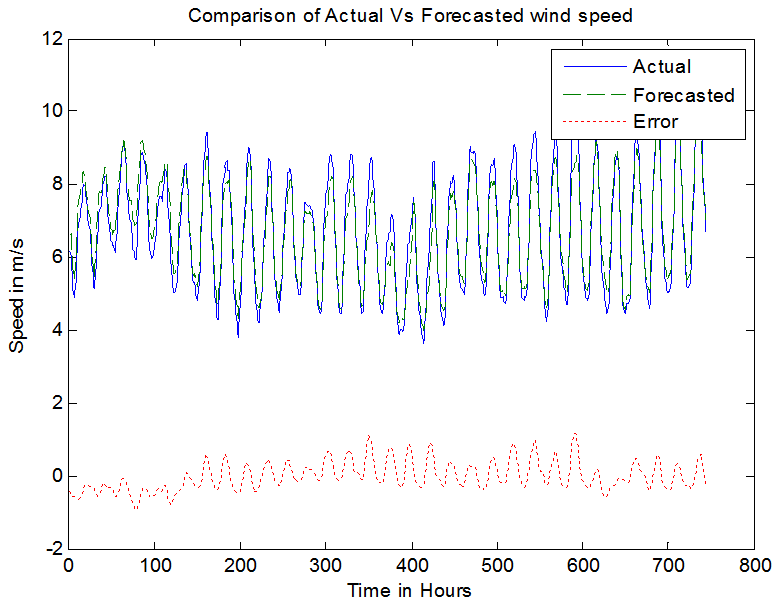 Comparison of Actual Vs Forecasted wind speed
12
10
8
6
4
2
0
-2
Speed in m/s
Actual
Forecasted
Error
0 100 200 300 400 500 600 700 800
Time in Hours